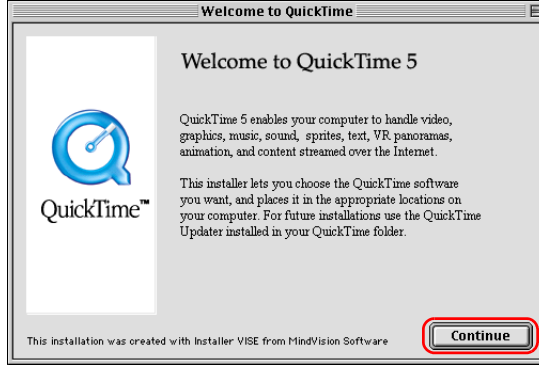 Welcome to QuickTime
Welcome to QuickTime 5
QuickTime 5 enables your computer to handle video,
graphics, music, sound, sprites, text, VR panoramas,
animation, and content streamed over the Internet.
This installer lets you choose the QuickTime software
you want, and places it in the appropriate locations on
your computer. For future installations use the QuickTime
Updater installed in your QuickTime folder.
QuickTime™
This installation was created with Installer VISE from MindVision Software
Continue